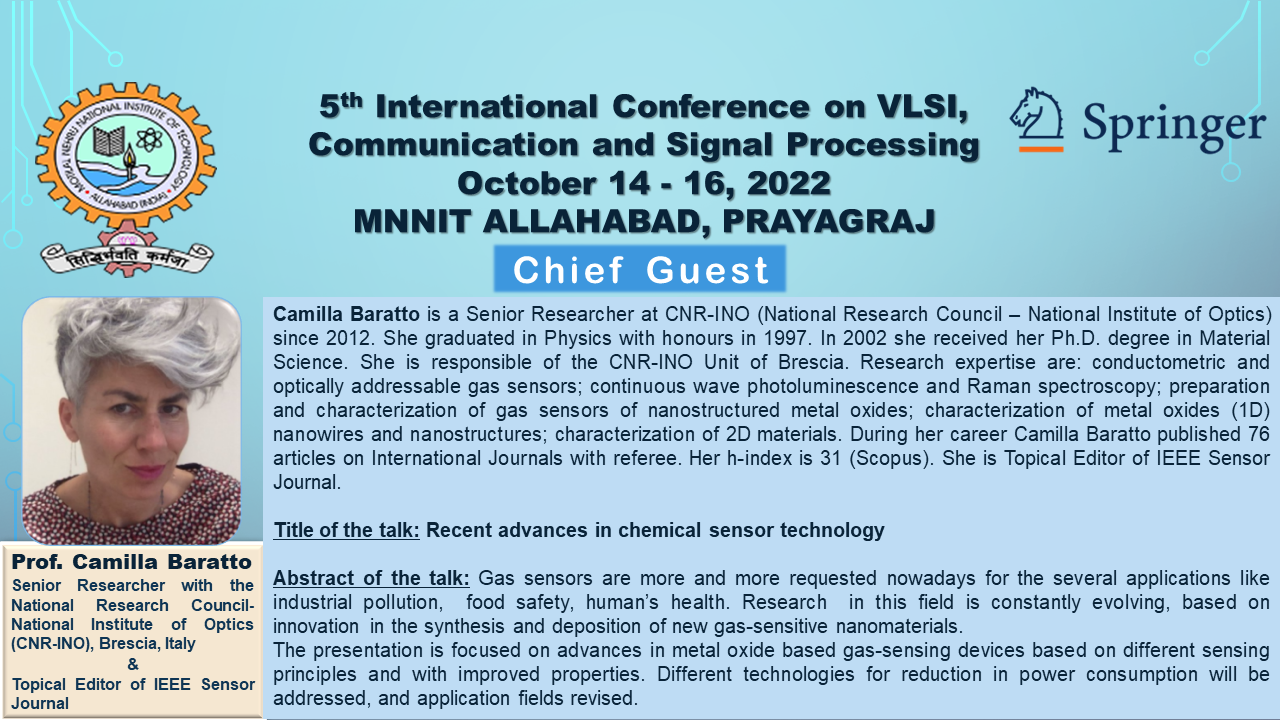 5th International Conference on VLSI,
Communication and Signal Processing
October 14 - 16, 2022
MNNIT ALLAHABAD, PRAYAGRAJ
Chief Guest
MOTILAL NEHRU NATIONAL INSTITUTE OF TECHNOLOGY
ALLAHABAD (INDIA)
सिद्धिर्भवति कर्मजा
Springer
Camilla Baratto is a Senior Researcher at CNR-INO (National Research Council – National Institute of Optics)
since 2012. She graduated in Physics with honours in 1997. In 2002 she received her Ph.D. degree in Material
Science. She is responsible of the CNR-INO Unit of Brescia. Research expertise are: conductometric and
optically addressable gas sensors; continuous wave photoluminescence and Raman spectroscopy; preparation
and characterization of gas sensors of nanostructured metal oxides; characterization of metal oxides (1D)
nanowires and nanostructures; characterization of 2D materials. During her career Camilla Baratto published 76
articles on International Journals with referee. Her h-index is 31 (Scopus). She is Topical Editor of IEEE Sensor
Journal.
Title of the talk: Recent advances in chemical sensor technology
Abstract of the talk: Gas sensors are more and more requested nowadays for the several applications like
industrial pollution, food safety, human’s health. Research in this field is constantly evolving, based on
innovation in the synthesis and deposition of new gas-sensitive nanomaterials.
The presentation is focused on advances in metal oxide based gas-sensing devices based on different sensing
principles and with improved properties. Different technologies for reduction in power consumption will be
addressed, and application fields revised.
Prof. Camilla Baratto
Senior Researcher with the
National Research Council-
National Institute of Optics
(CNR-INO), Brescia, Italy
&
Topical Editor of IEEE Sensor
Journal